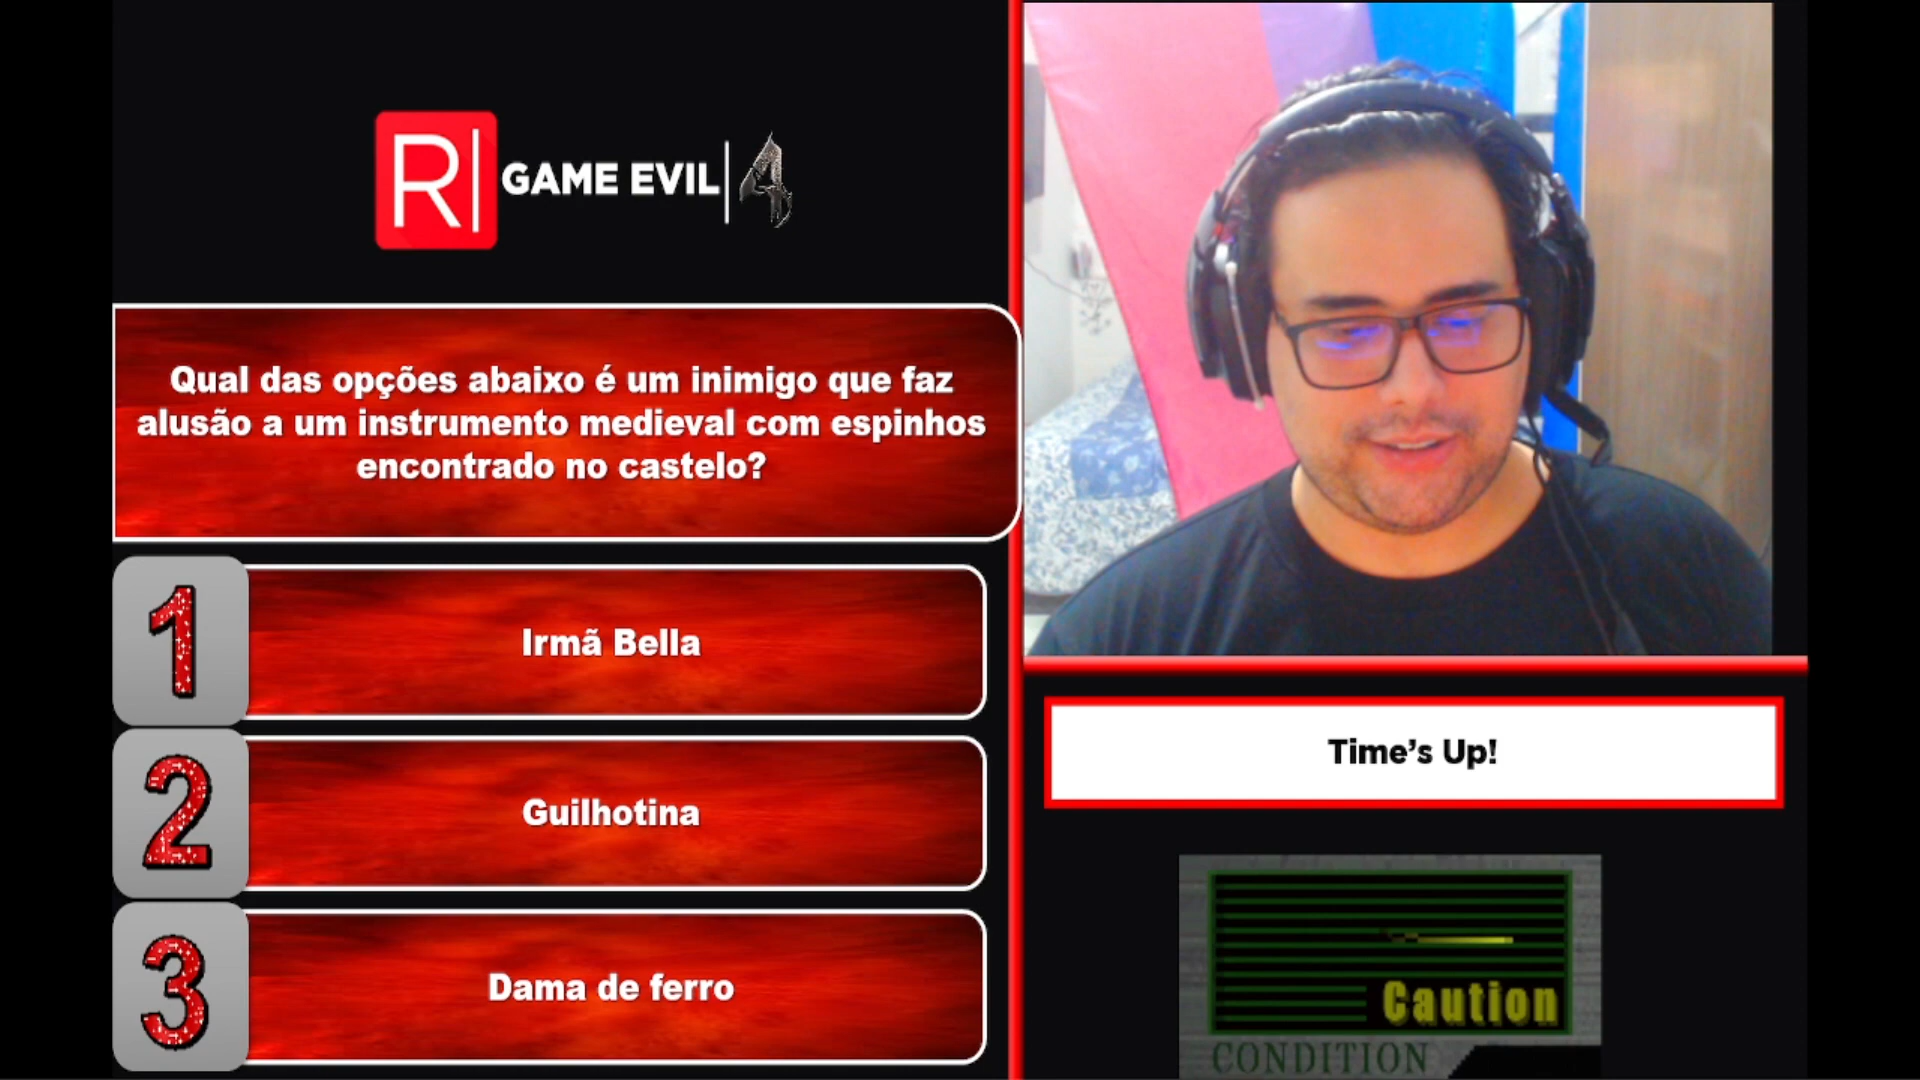 R| GAME EVIL | 4
Qual das opções abaixo é um inimigo que faz
alusão a um instrumento medieval com espinhos
encontrado no castelo?
1 Irmã Bella
2 Guilhotina
3 Dama de ferro
Time’s Up!
Caution
CONDITION